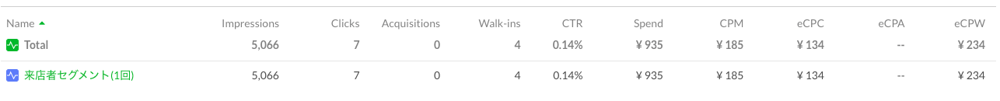 Name Impressions Clicks Acquisitions Walk-ins CTR Spend CPM eCPC eCPA eCPW
Total 5,066 7 0 4 0.14% ¥ 935 ¥ 185 ¥ 134 -- ¥ 234
来店者セグメント(1回) 5,066 7 0 4 0.14% ¥ 935 ¥ 185 ¥ 134 -- ¥ 234